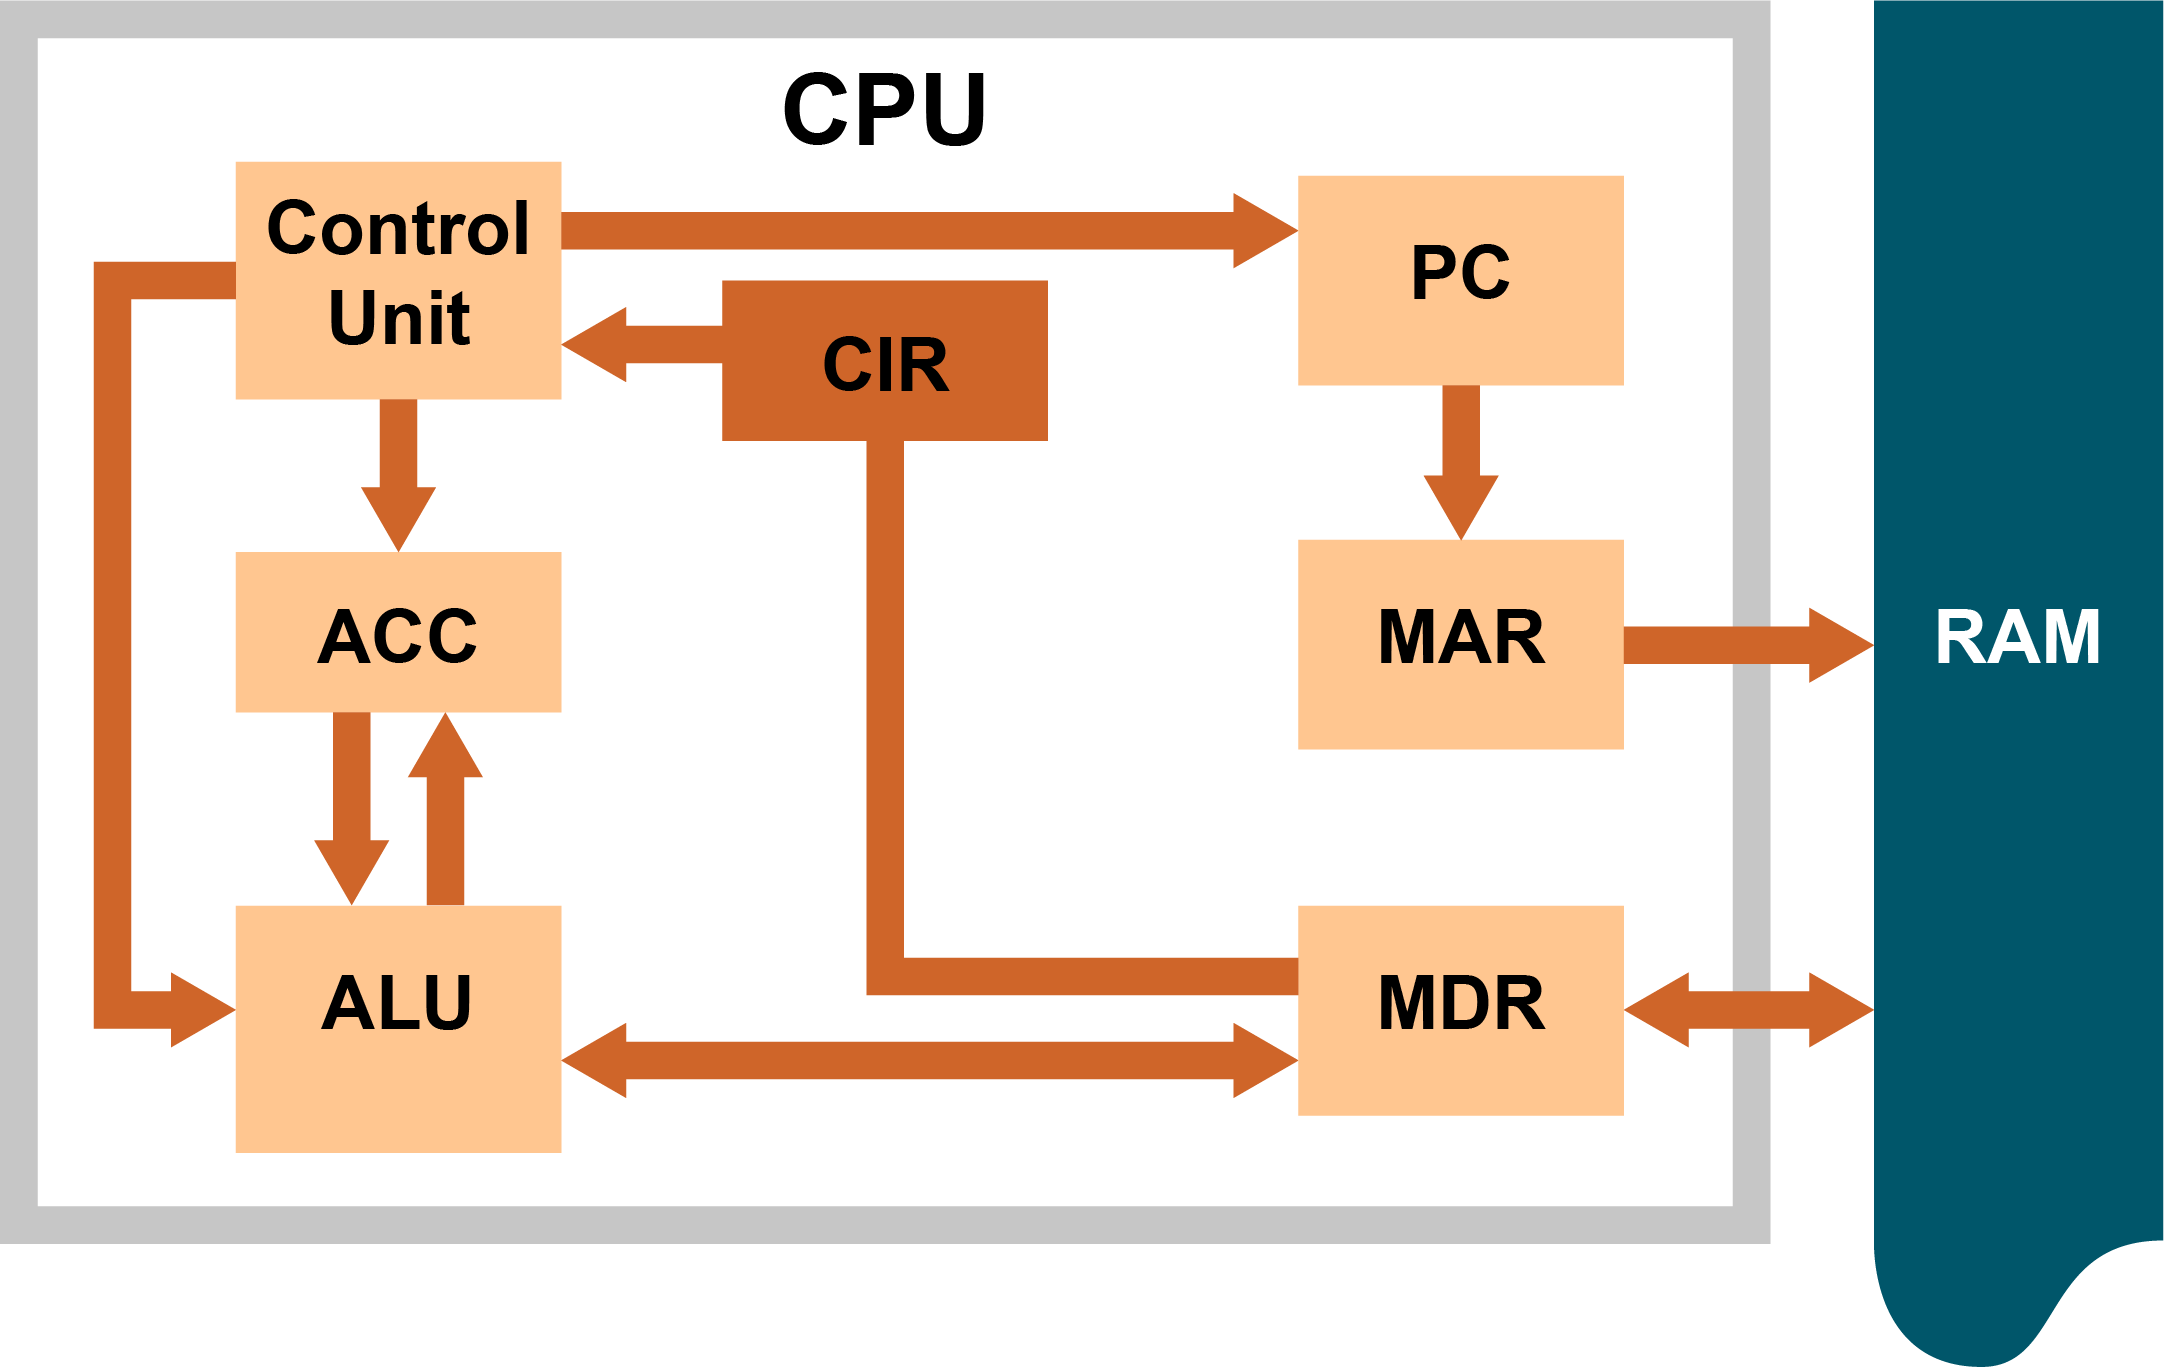 CPU
Control
Unit
PC
CIR
ACC
MAR
RAM
ALU
MDR